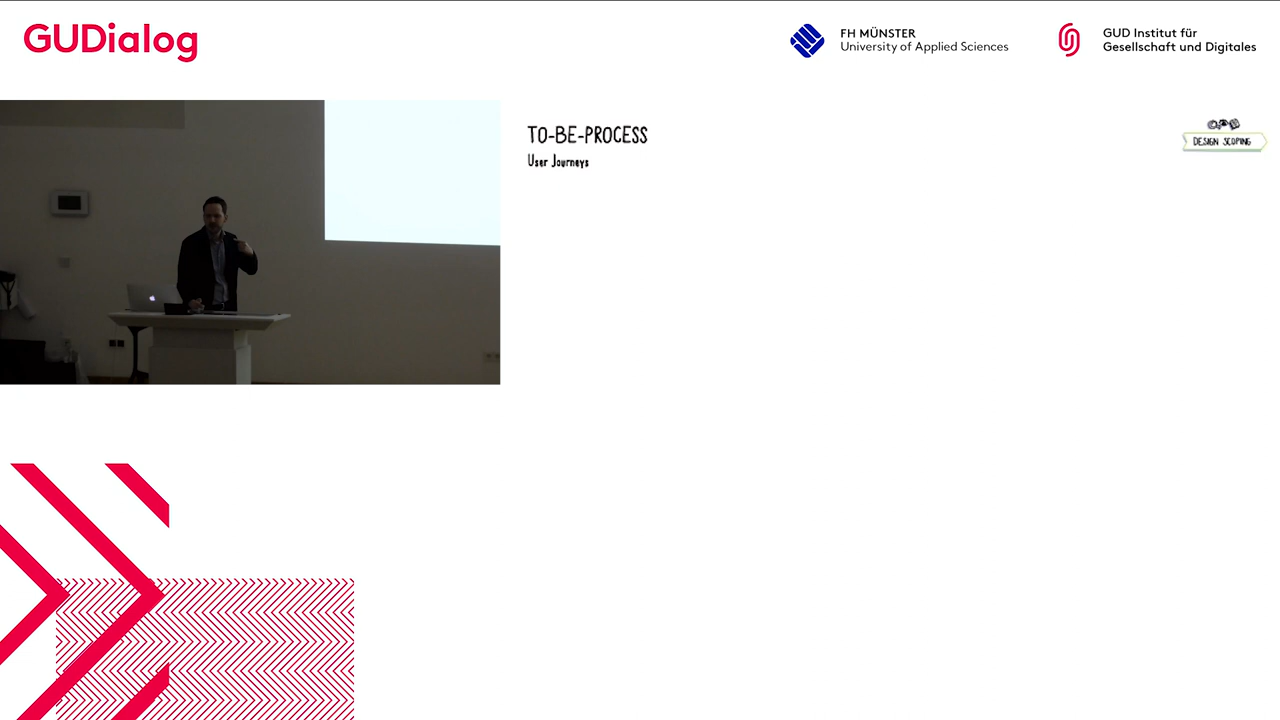 GUDialog
FH MÜNSTER
University of Applied Sciences
GUD Institut für
Gesellschaft und Digitales
TO-BE-PROCESS
User Journeys
DESIGN SCOPING